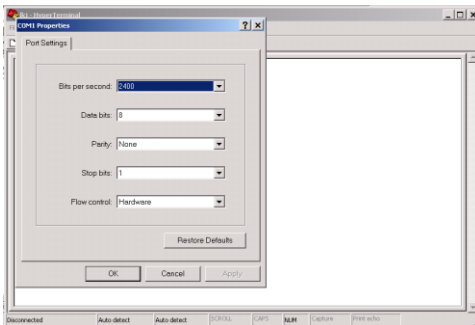 HyperTerminal
COM1 Properties
Port Settings
Bits per second: 2400
Data bits: 8
Parity: None
Stop bits: 1
Flow control: Hardware
Restore Defaults
OK Cancel Apply
Disconnected Auto detect Auto detect SCROLL CAPS NUM Capture Print echo